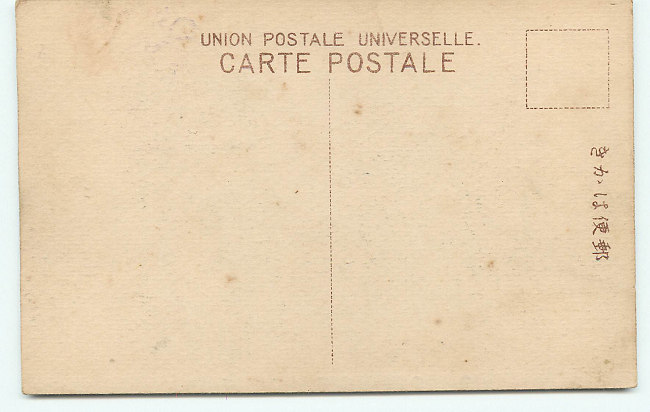 UNION POSTALE UNIVERSELLE.
CARTE POSTALE
きかは便郵